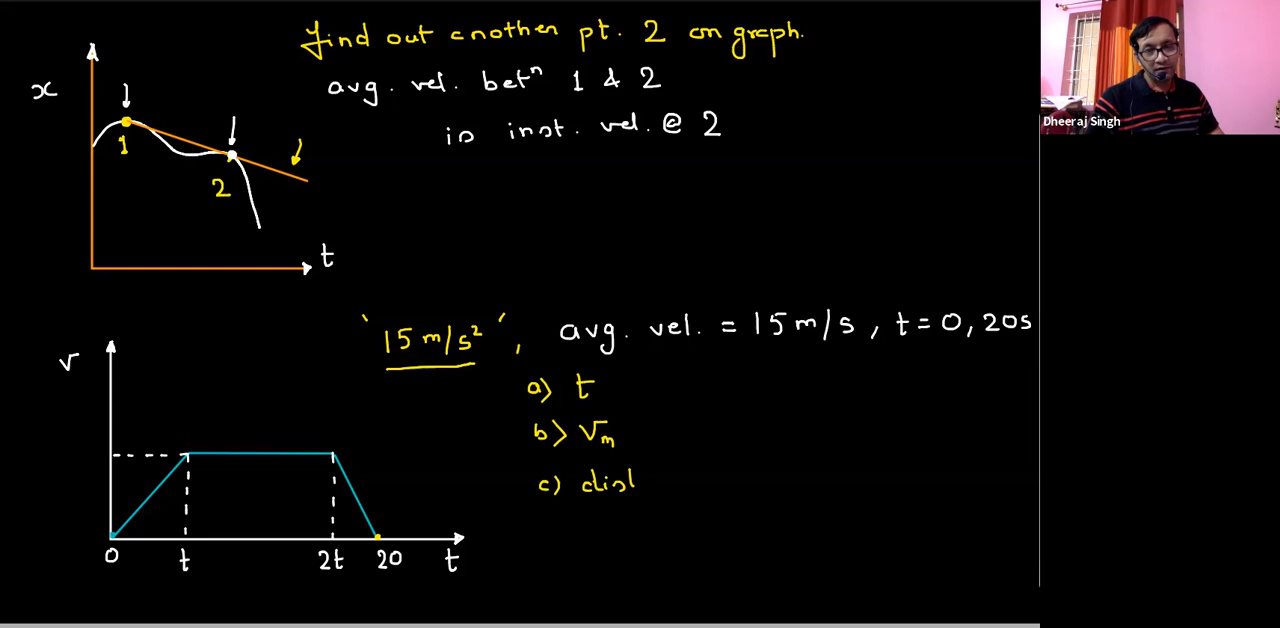 find out another pt. 2 on graph.
avg. vel. betⁿ 1 & 2
is inst. vel. @ 2
x
1
2
t
Dheeraj Singh
'15 m/s²', avg. vel. = 15 m/s, t = 0, 20s
a) t
b) vₘ
c) dist
v
0 t 2t 20 t